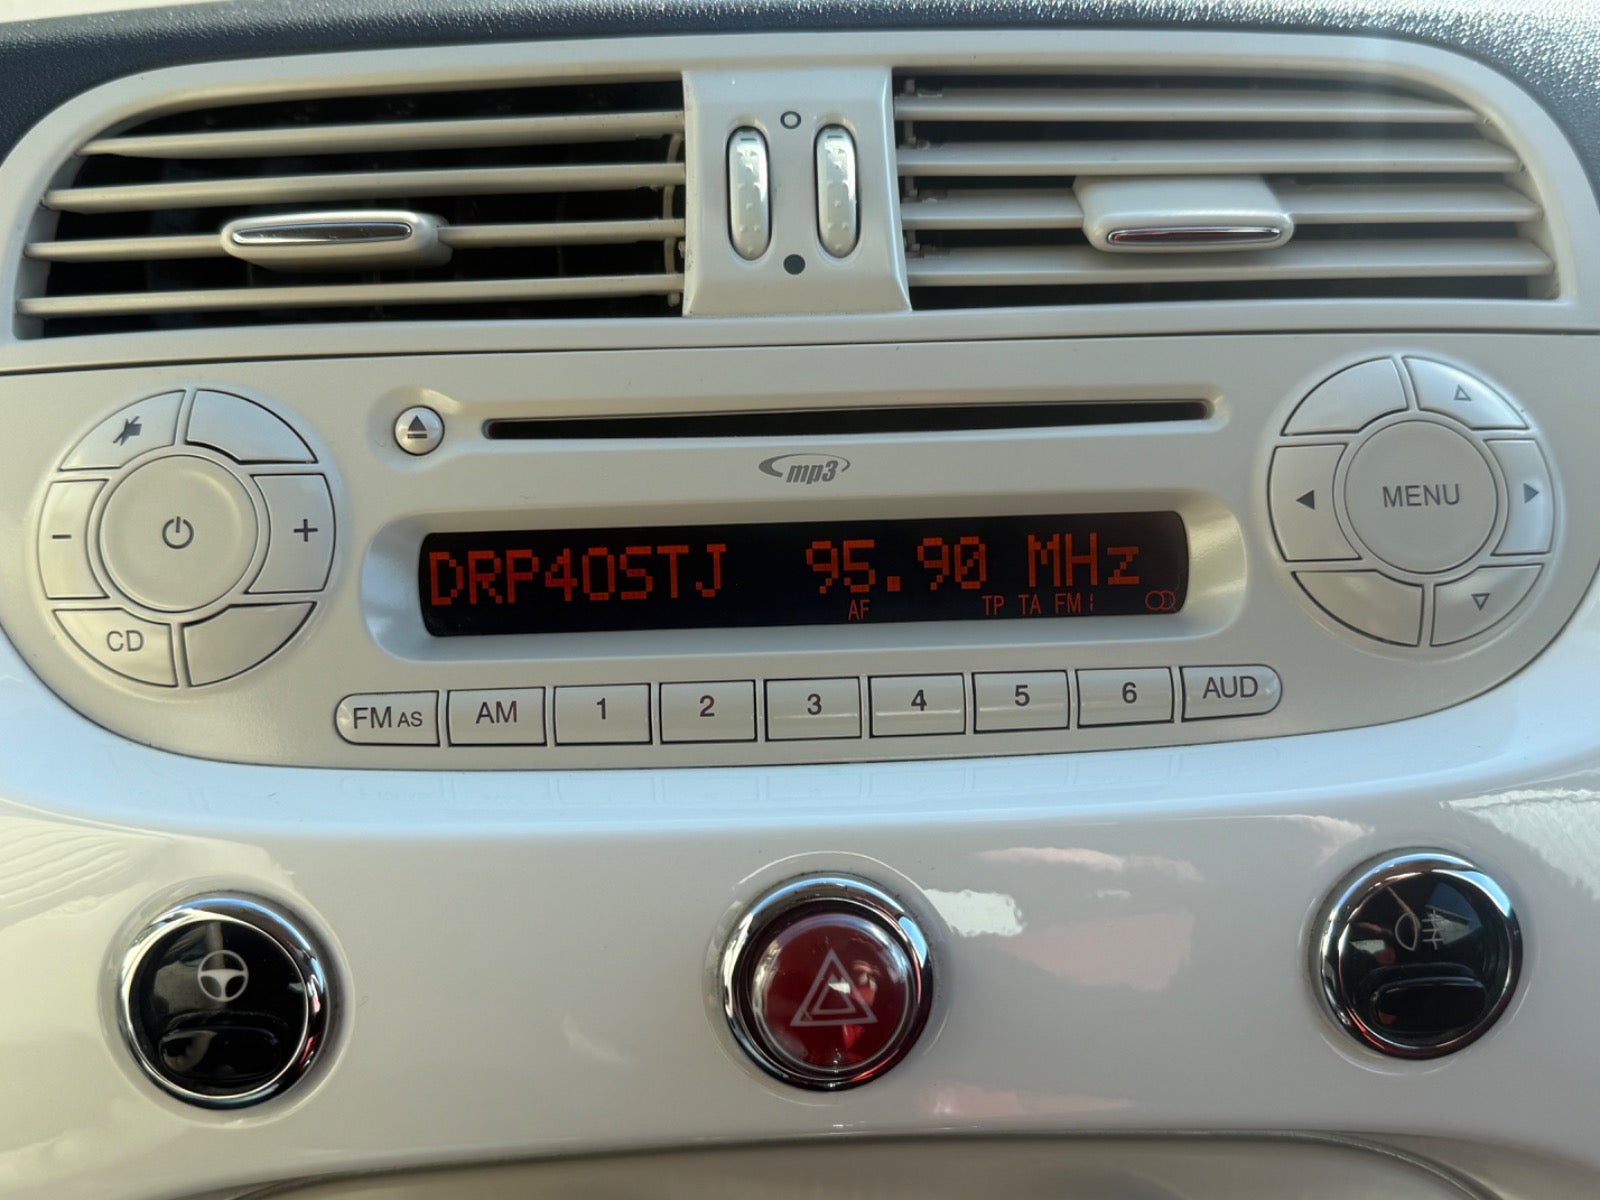 mp3
MENU
DRP4OSTJ 95.90 MHz
AF TP TA FM1
CD
FM AS AM 1 2 3 4 5 6 AUD